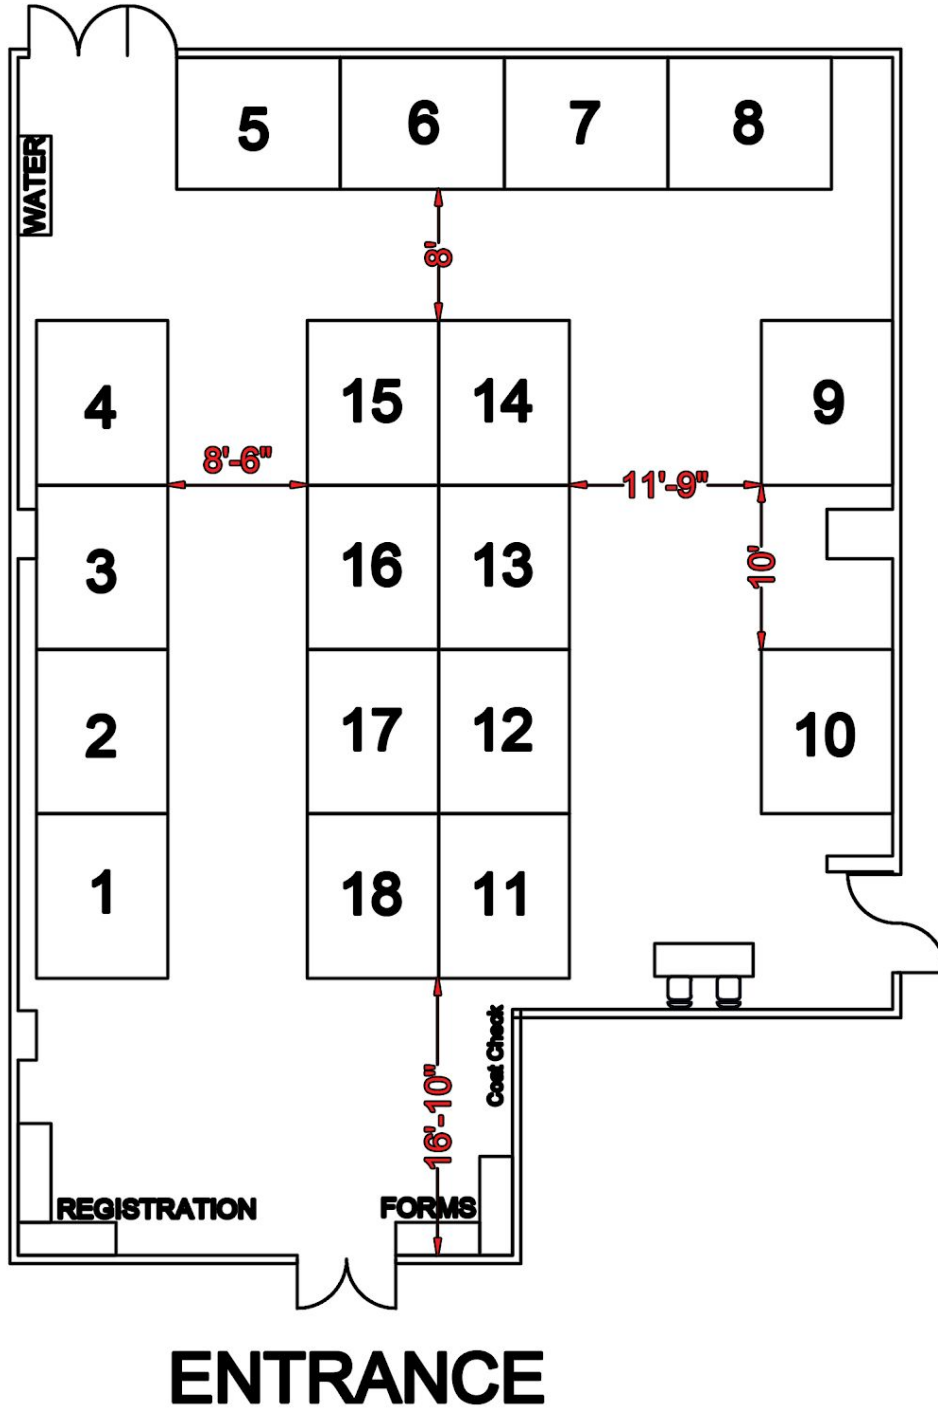 5 6 7 8
WATER
8'
4 15 14 9
8'-6"
11'-9"
3 16 13
10'
2 17 12 10
1 18 11
Coat Check
16'-10"
REGISTRATION
FORMS
ENTRANCE